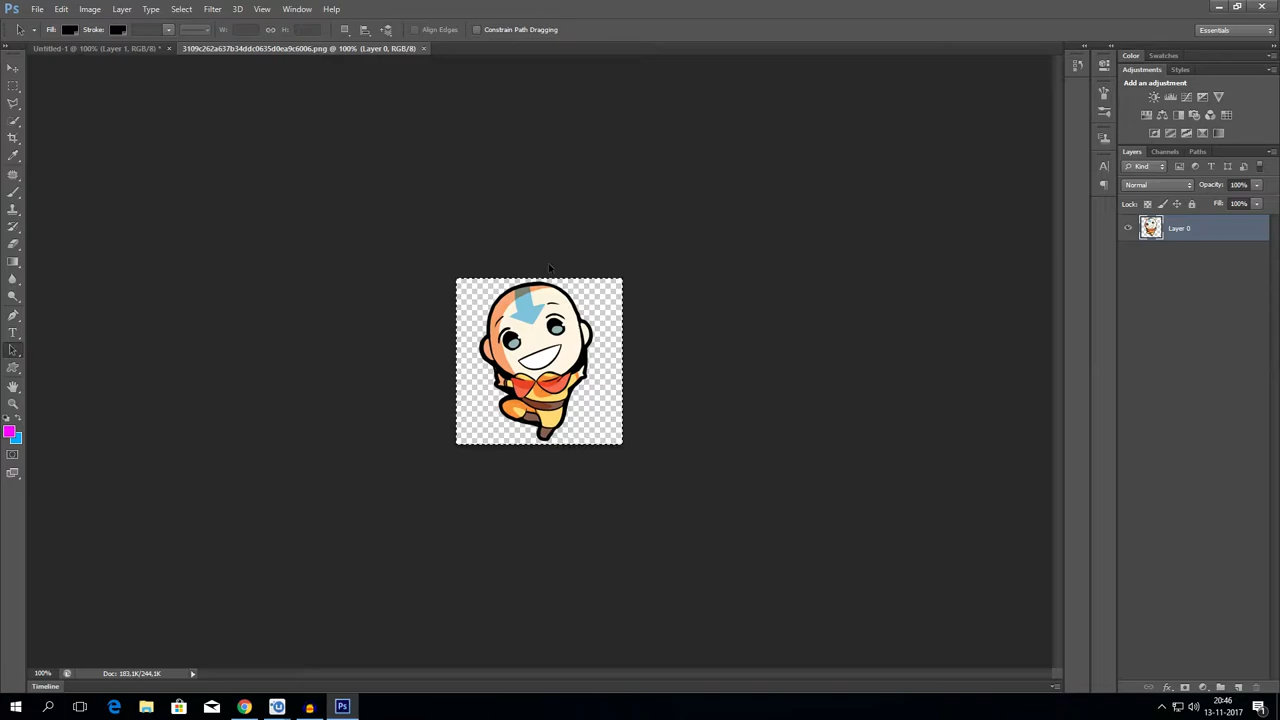 Ps File Edit Image Layer Type Select Filter 3D View Window Help
Fill: Stroke: W: H: Align Edges Constrain Path Dragging Essentials
Untitled-1 @ 100% (Layer 1, RGB/8) * × 3109c262a637b34ddc0635d0ea9c6006.png @ 100% (Layer 0, RGB/8) ×
Color Swatches
Adjustments Styles
Add an adjustment
Layers Channels Paths
Kind
Normal Opacity: 100%
Lock: Fill: 100%
Layer 0
100% Doc: 183,1K/244,1K
Timeline
Ps
20:46
13-11-2017